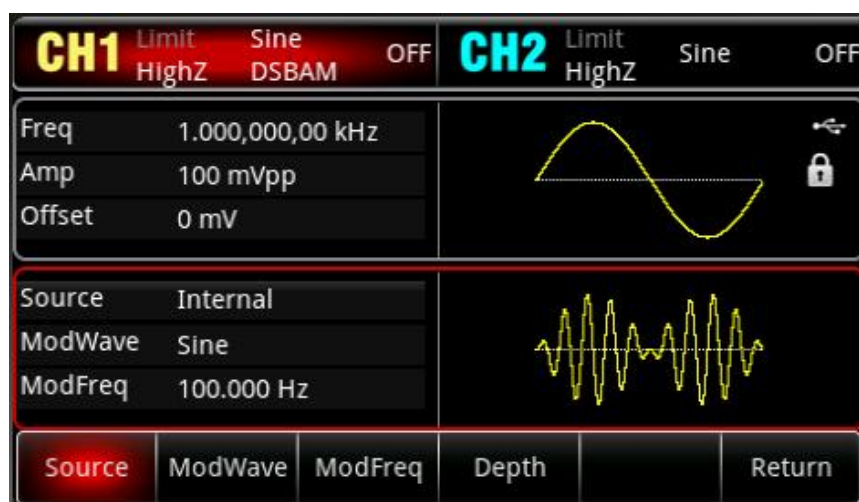 CH1 Limit Sine OFF CH2 Limit Sine OFF
HighZ DSBAM HighZ
Freq 1.000,000,00 kHz
Amp 100 mVpp
Offset 0 mV
Source Internal
ModWave Sine
ModFreq 100.000 Hz
Source ModWave ModFreq Depth Return